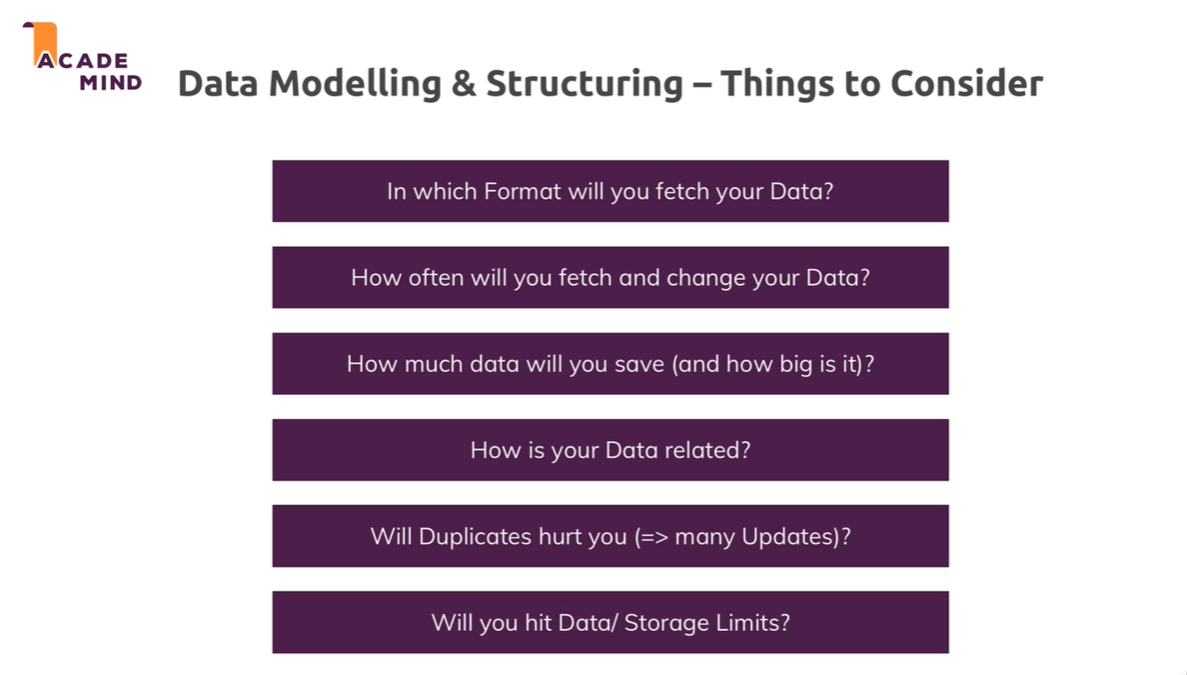 ACADE
MIND
Data Modelling & Structuring – Things to Consider
In which Format will you fetch your Data?
How often will you fetch and change your Data?
How much data will you save (and how big is it)?
How is your Data related?
Will Duplicates hurt you (=> many Updates)?
Will you hit Data/ Storage Limits?